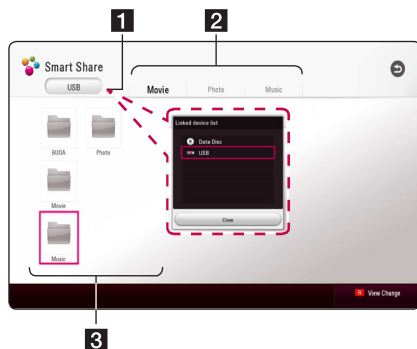 1
2
Smart Share
USB
Movie Photo Music
Linked device list
Data Disc
USB
Close
BUDA Photo
Movie
Music
R View Change
3